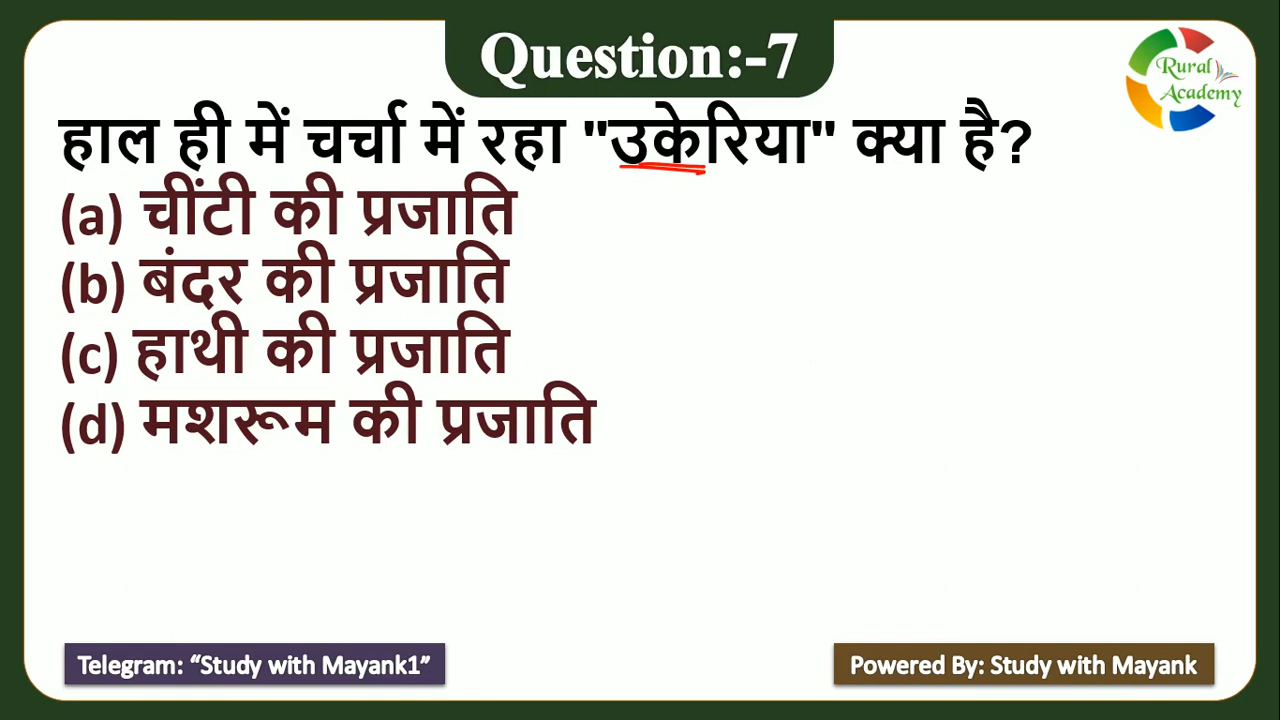 Question:-7
Rural
Academy
हाल ही में चर्चा में रहा "उकेरिया" क्या है?
(a) चींटी की प्रजाति
(b) बंदर की प्रजाति
(c) हाथी की प्रजाति
(d) मशरूम की प्रजाति
Telegram: “Study with Mayank1”
Powered By: Study with Mayank